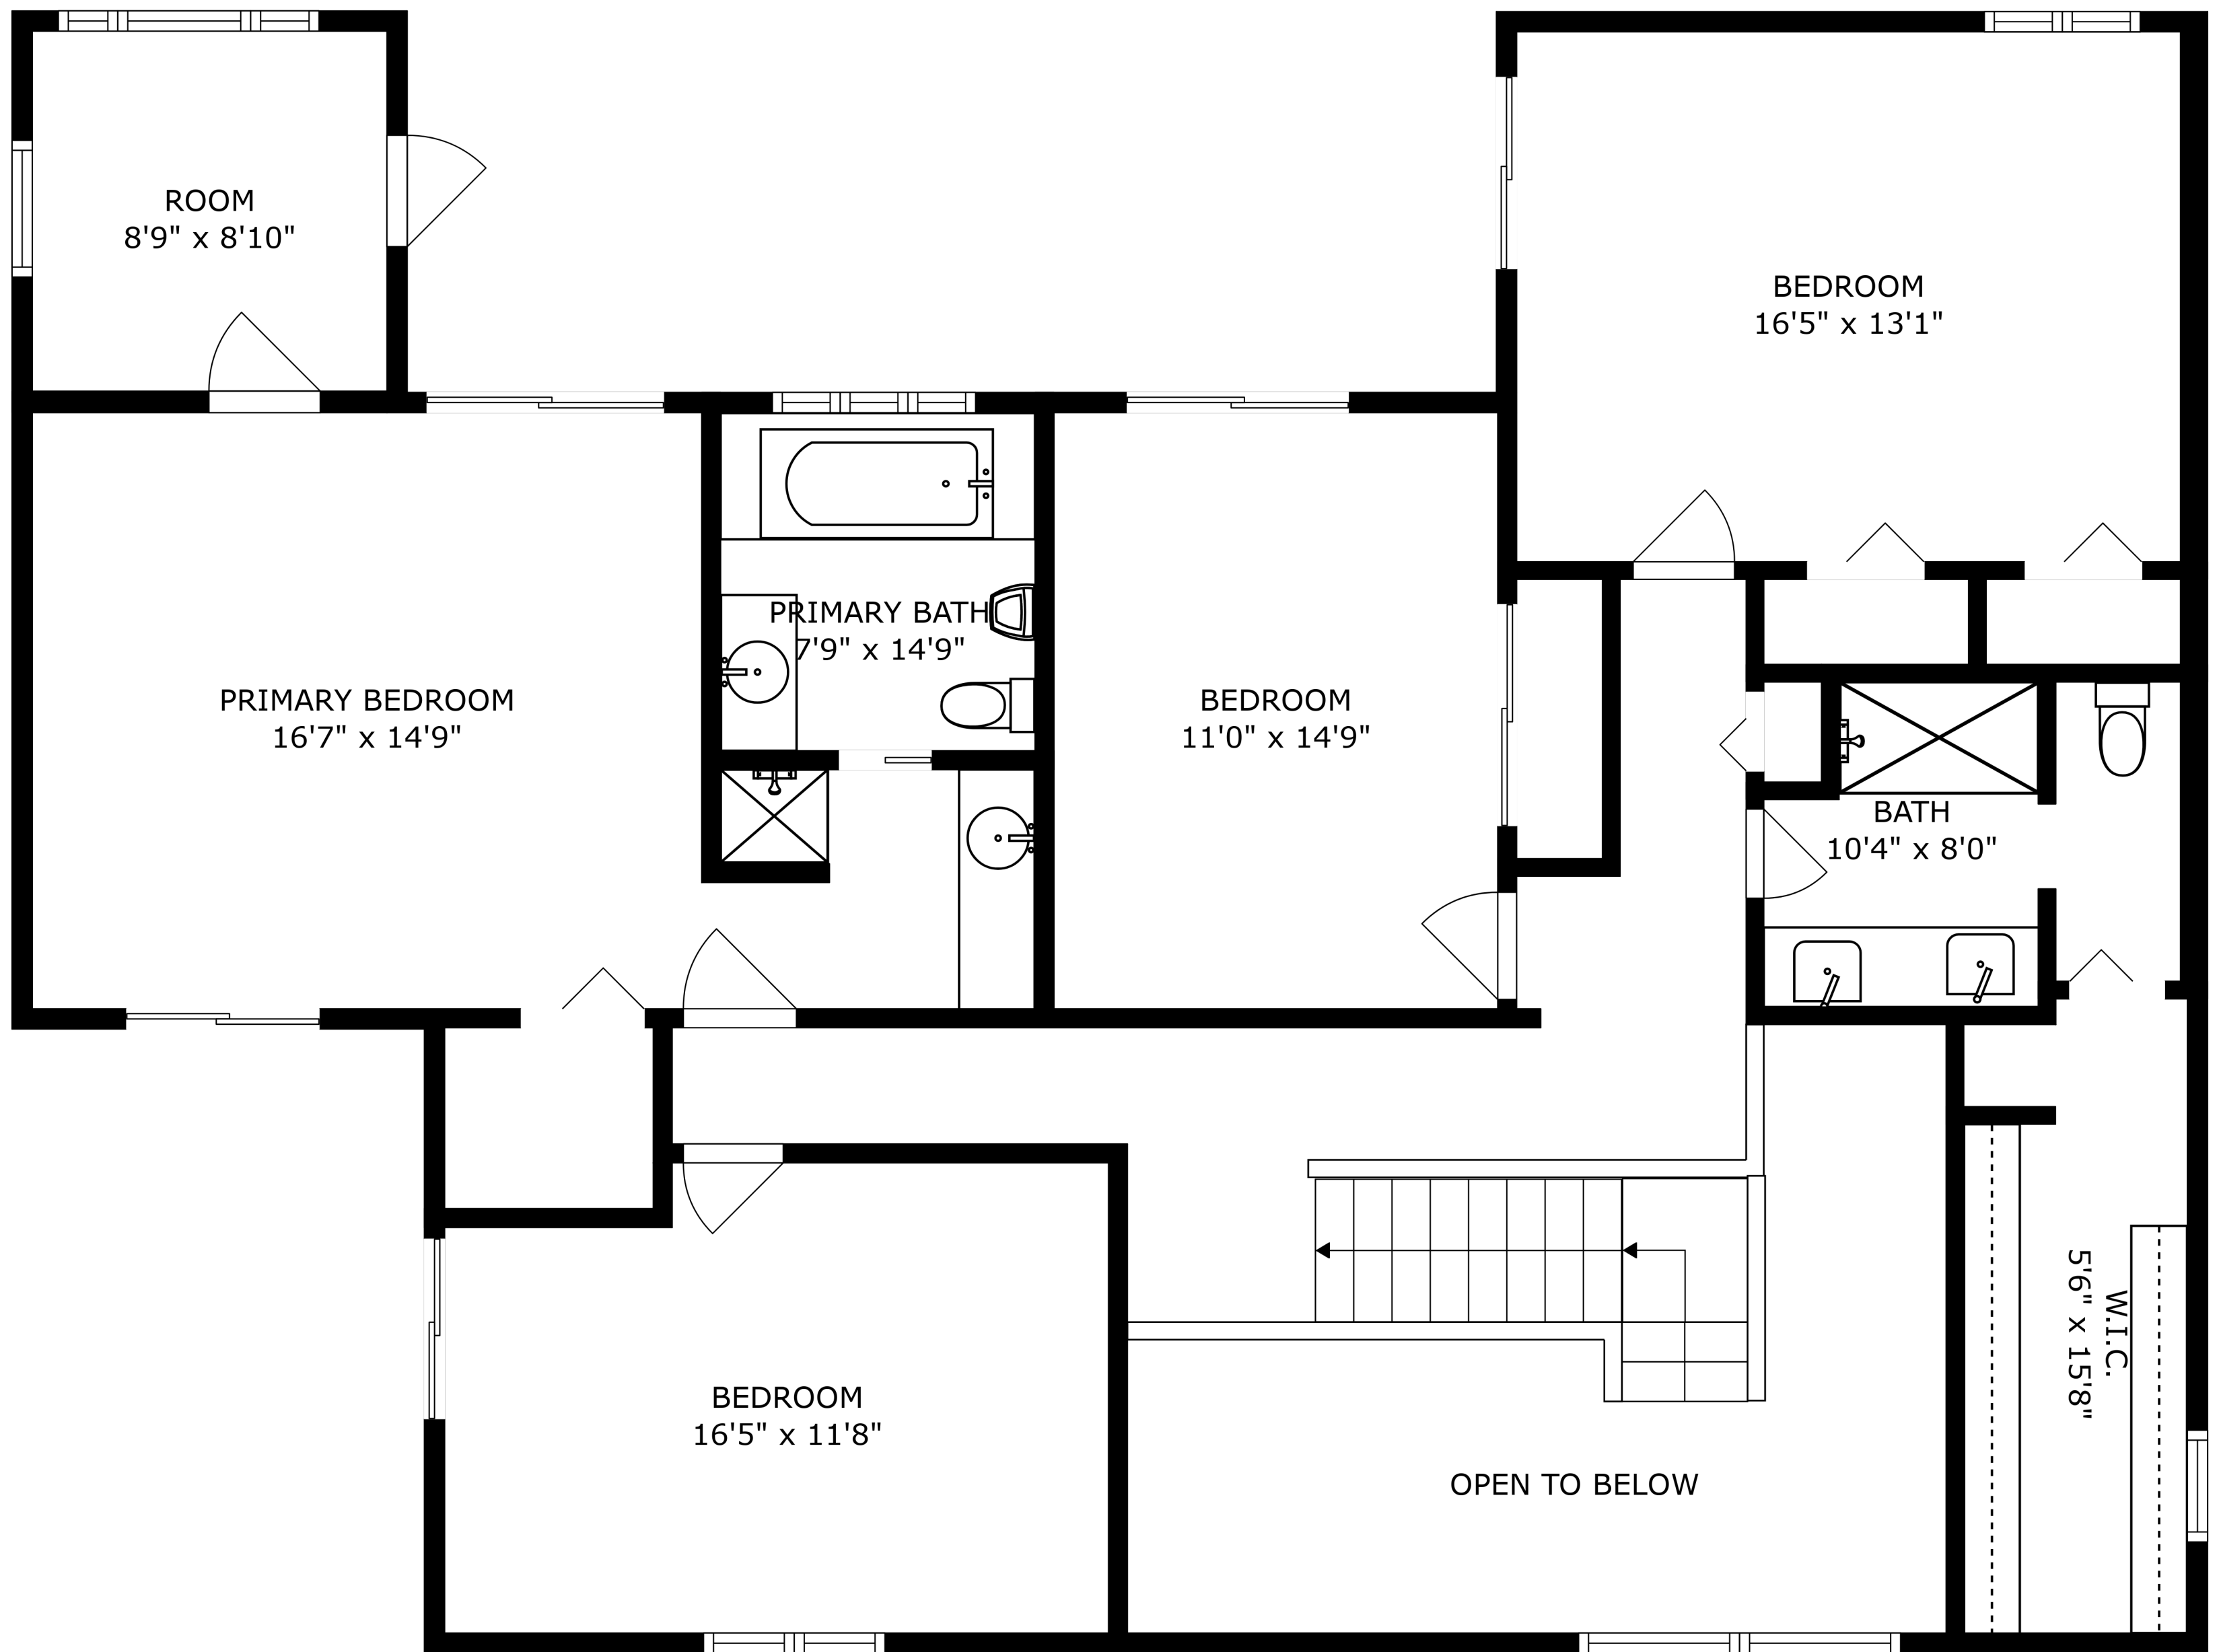 ROOM
8'9" x 8'10"
BEDROOM
16'5" x 13'1"
PRIMARY BATH
7'9" x 14'9"
PRIMARY BEDROOM
16'7" x 14'9"
BEDROOM
11'0" x 14'9"
BATH
10'4" x 8'0"
W.I.C.
5'6" x 15'8"
BEDROOM
16'5" x 11'8"
OPEN TO BELOW